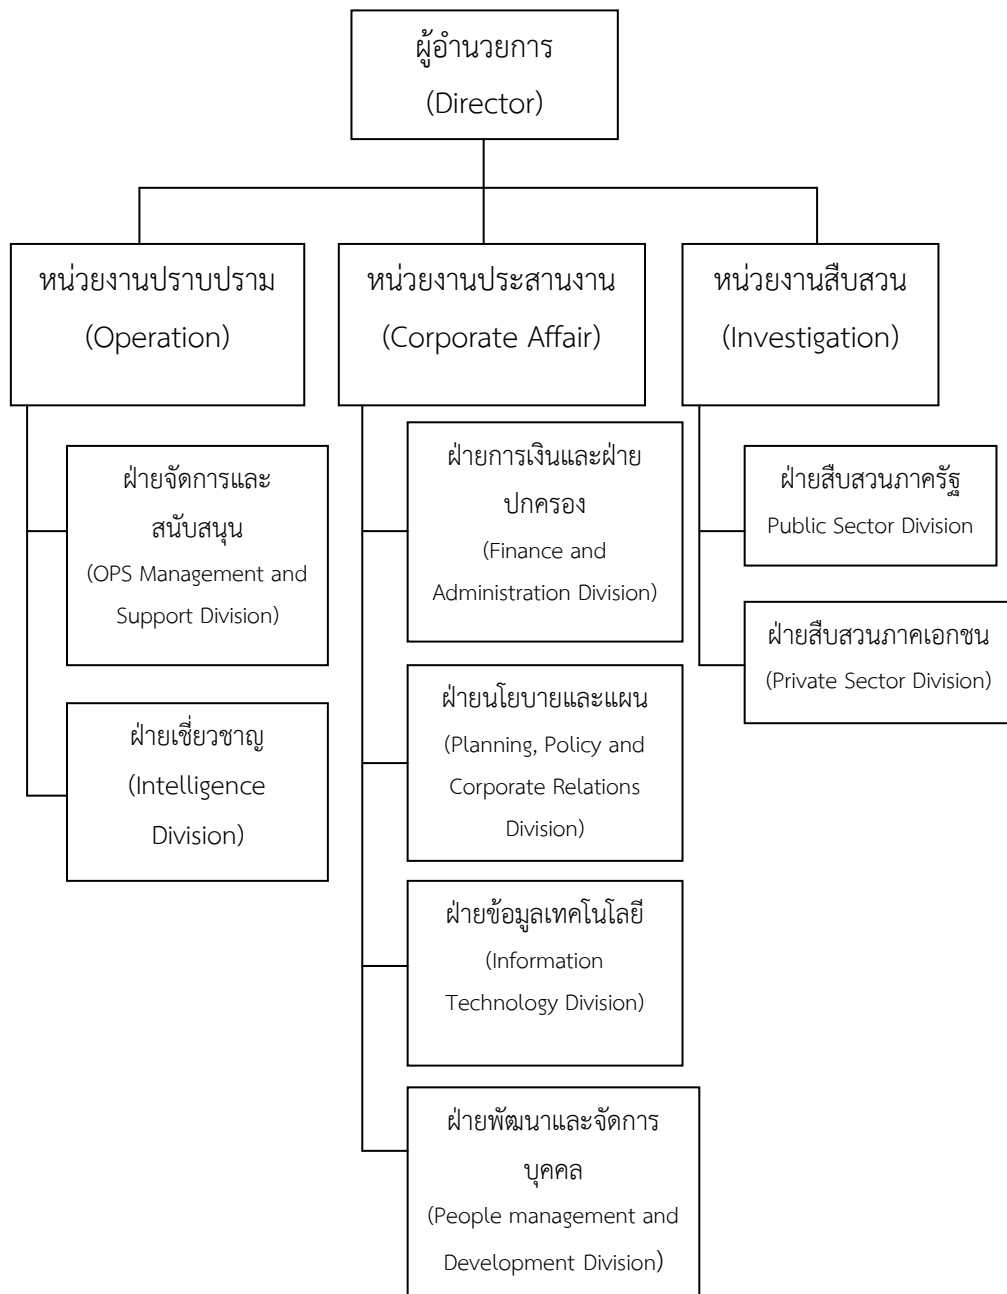 ผู้อำนวยการ
(Director)
หน่วยงานปราบปราม
(Operation)
หน่วยงานประสานงาน
(Corporate Affair)
หน่วยงานสืบสวน
(Investigation)
ฝ่ายจัดการและ
สนับสนุน
(OPS Management and
Support Division)
ฝ่ายเชี่ยวชาญ
(Intelligence
Division)
ฝ่ายการเงินและฝ่าย
ปกครอง
(Finance and
Administration Division)
ฝ่ายนโยบายและแผน
(Planning, Policy and
Corporate Relations
Division)
ฝ่ายข้อมูลเทคโนโลยี
(Information
Technology Division)
ฝ่ายพัฒนาและจัดการ
บุคคล
(People management and
Development Division)
ฝ่ายสืบสวนภาครัฐ
Public Sector Division
ฝ่ายสืบสวนภาคเอกชน
(Private Sector Division)